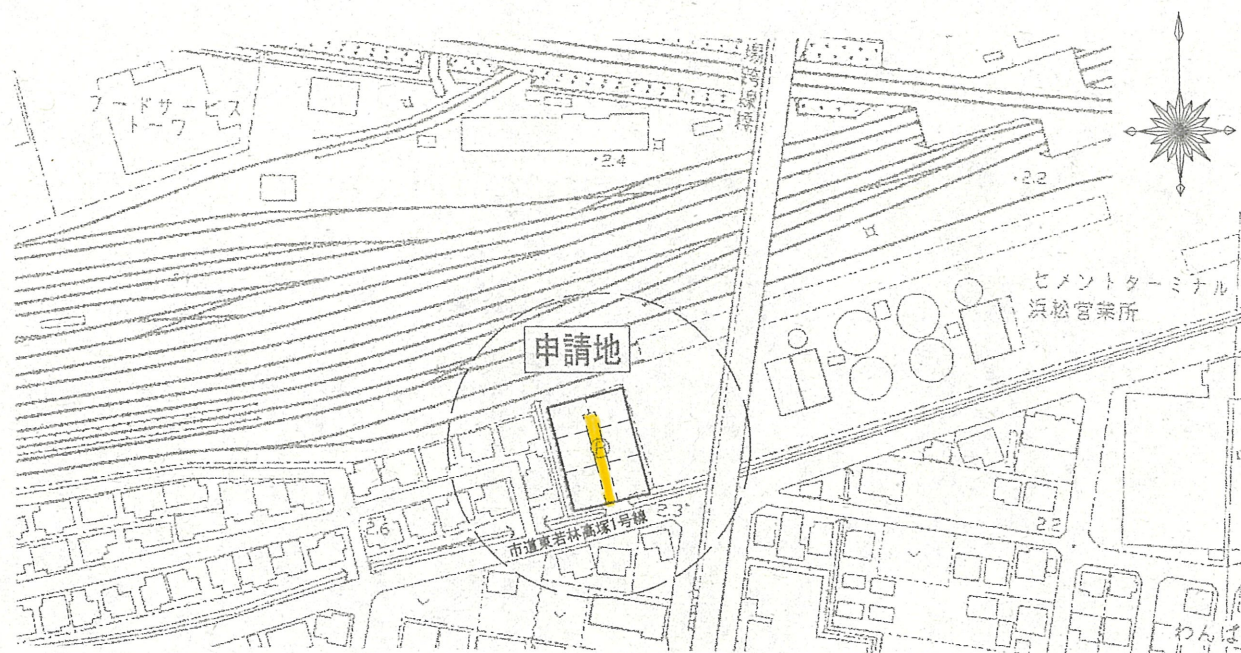 フードサービス
トーワ
線橋
・2.4
・2.2
セメントターミナル
浜松営業所
申請地
2.3
市道東若林高塚1号線
2.6
2.2
わんぱ